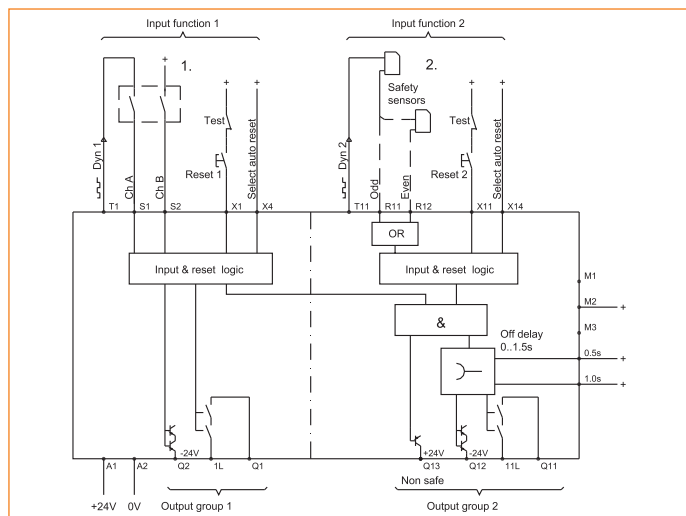 Input function 1
Input function 2
+
1.
+
+
2.
+
+
Safety
sensors
Test
Test
Dyn 1
Ch A
Ch B
Reset 1
Select auto reset
Dyn 2
Odd
Even
Reset 2
Select auto reset
T1
S1
S2
X1
X4
T11
R11
R12
X11
X14
OR
Input & reset logic
Input & reset logic
M1
M2
+
&
M3
Off delay
0..1.5s
0.5s
+
1.0s
+
-24V
+24V
-24V
A1
A2
Q2
1L
Q1
Q13
Q12
11L
Q11
Non safe
+24V
0V
Output group 1
Output group 2